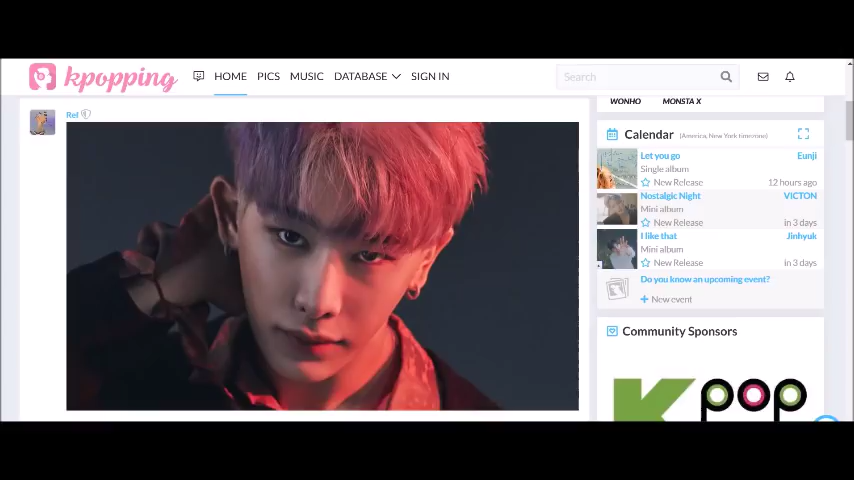 kpopping
HOME PICS MUSIC DATABASE SIGN IN
Search
Rel
WONHO MONSTA X
Calendar (America, New York timezone)
Let you go Eunji
Single album
New Release 12 hours ago
Nostalgic Night VICTON
Mini album
New Release in 3 days
I like that Jinhyuk
Mini album
New Release in 3 days
Do you know an upcoming event?
+ New event
Community Sponsors
Kpop